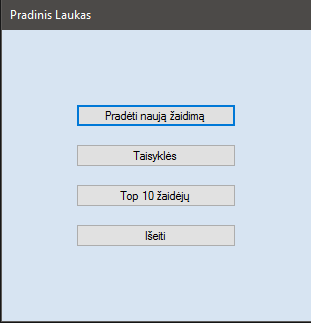 Pradinis Laukas
Pradėti naują žaidimą
Taisyklės
Top 10 žaidėjų
Išeiti